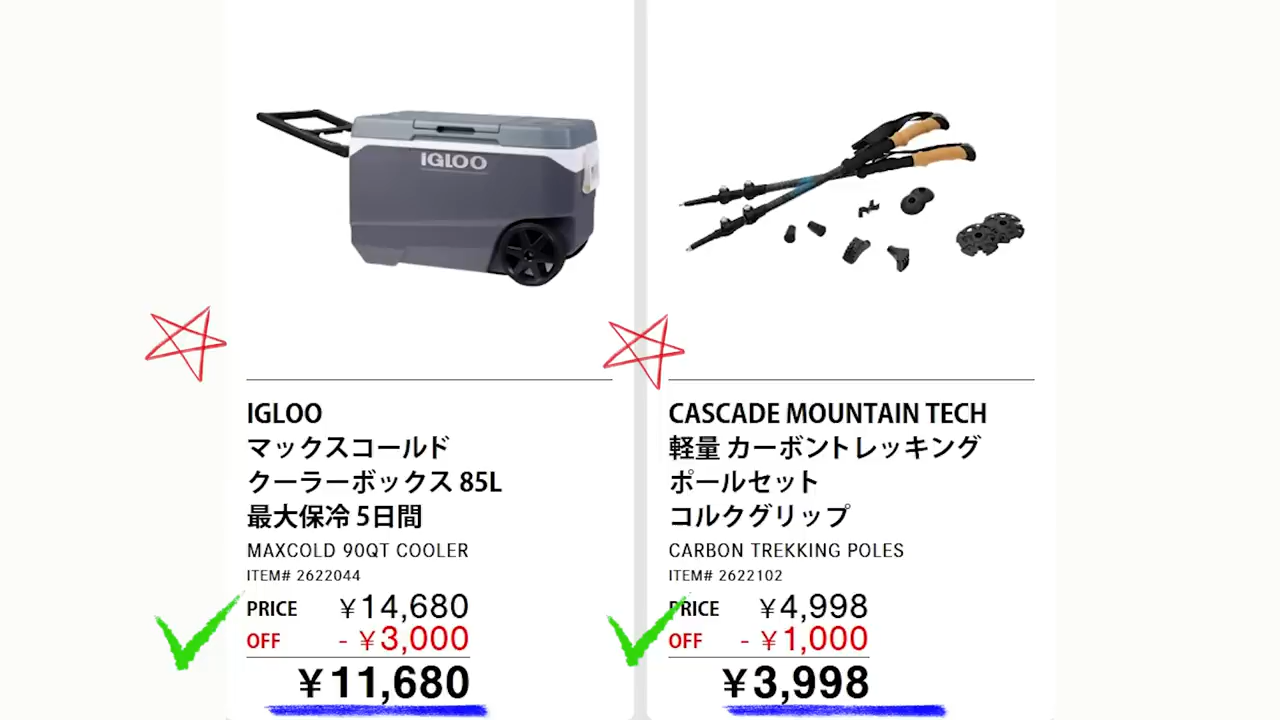 IGLOO
IGLOO
マックスコールド
クーラーボックス 85L
最大保冷 5日間
MAXCOLD 90QT COOLER
ITEM# 2622044
PRICE ¥14,680
OFF - ¥3,000
¥11,680
CASCADE MOUNTAIN TECH
軽量 カーボントレッキング
ポールセット
コルクグリップ
CARBON TREKKING POLES
ITEM# 2622102
PRICE ¥4,998
OFF - ¥1,000
¥3,998